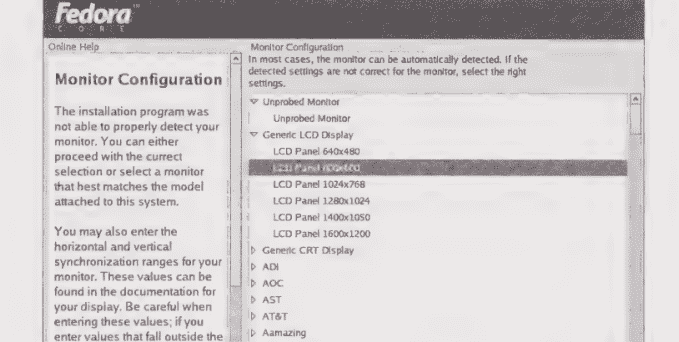 Fedora
CORE
Online Help
Monitor Configuration
The installation program was
not able to properly detect your
monitor. You can either
proceed with the currect
selection or select a monitor
that best matches the model
attached to this system.
You may also enter the
horizontal and vertical
synchronization ranges for your
monitor. These values can be
found in the documentation for
your display. Be careful when
entering these values; if you
enter values that fall outside the
Monitor Configuration
In most cases, the monitor can be automatically detected. If the
detected settings are not correct for the monitor, select the right
settings.
Unprobed Monitor
Unprobed Monitor
Generic LCD Display
LCD Panel 640x480
LCD Panel 800x600
LCD Panel 1024x768
LCD Panel 1280x1024
LCD Panel 1400x1050
LCD Panel 1600x1200
Generic CRT Display
ADI
AOC
AST
AT&T
Aamazing